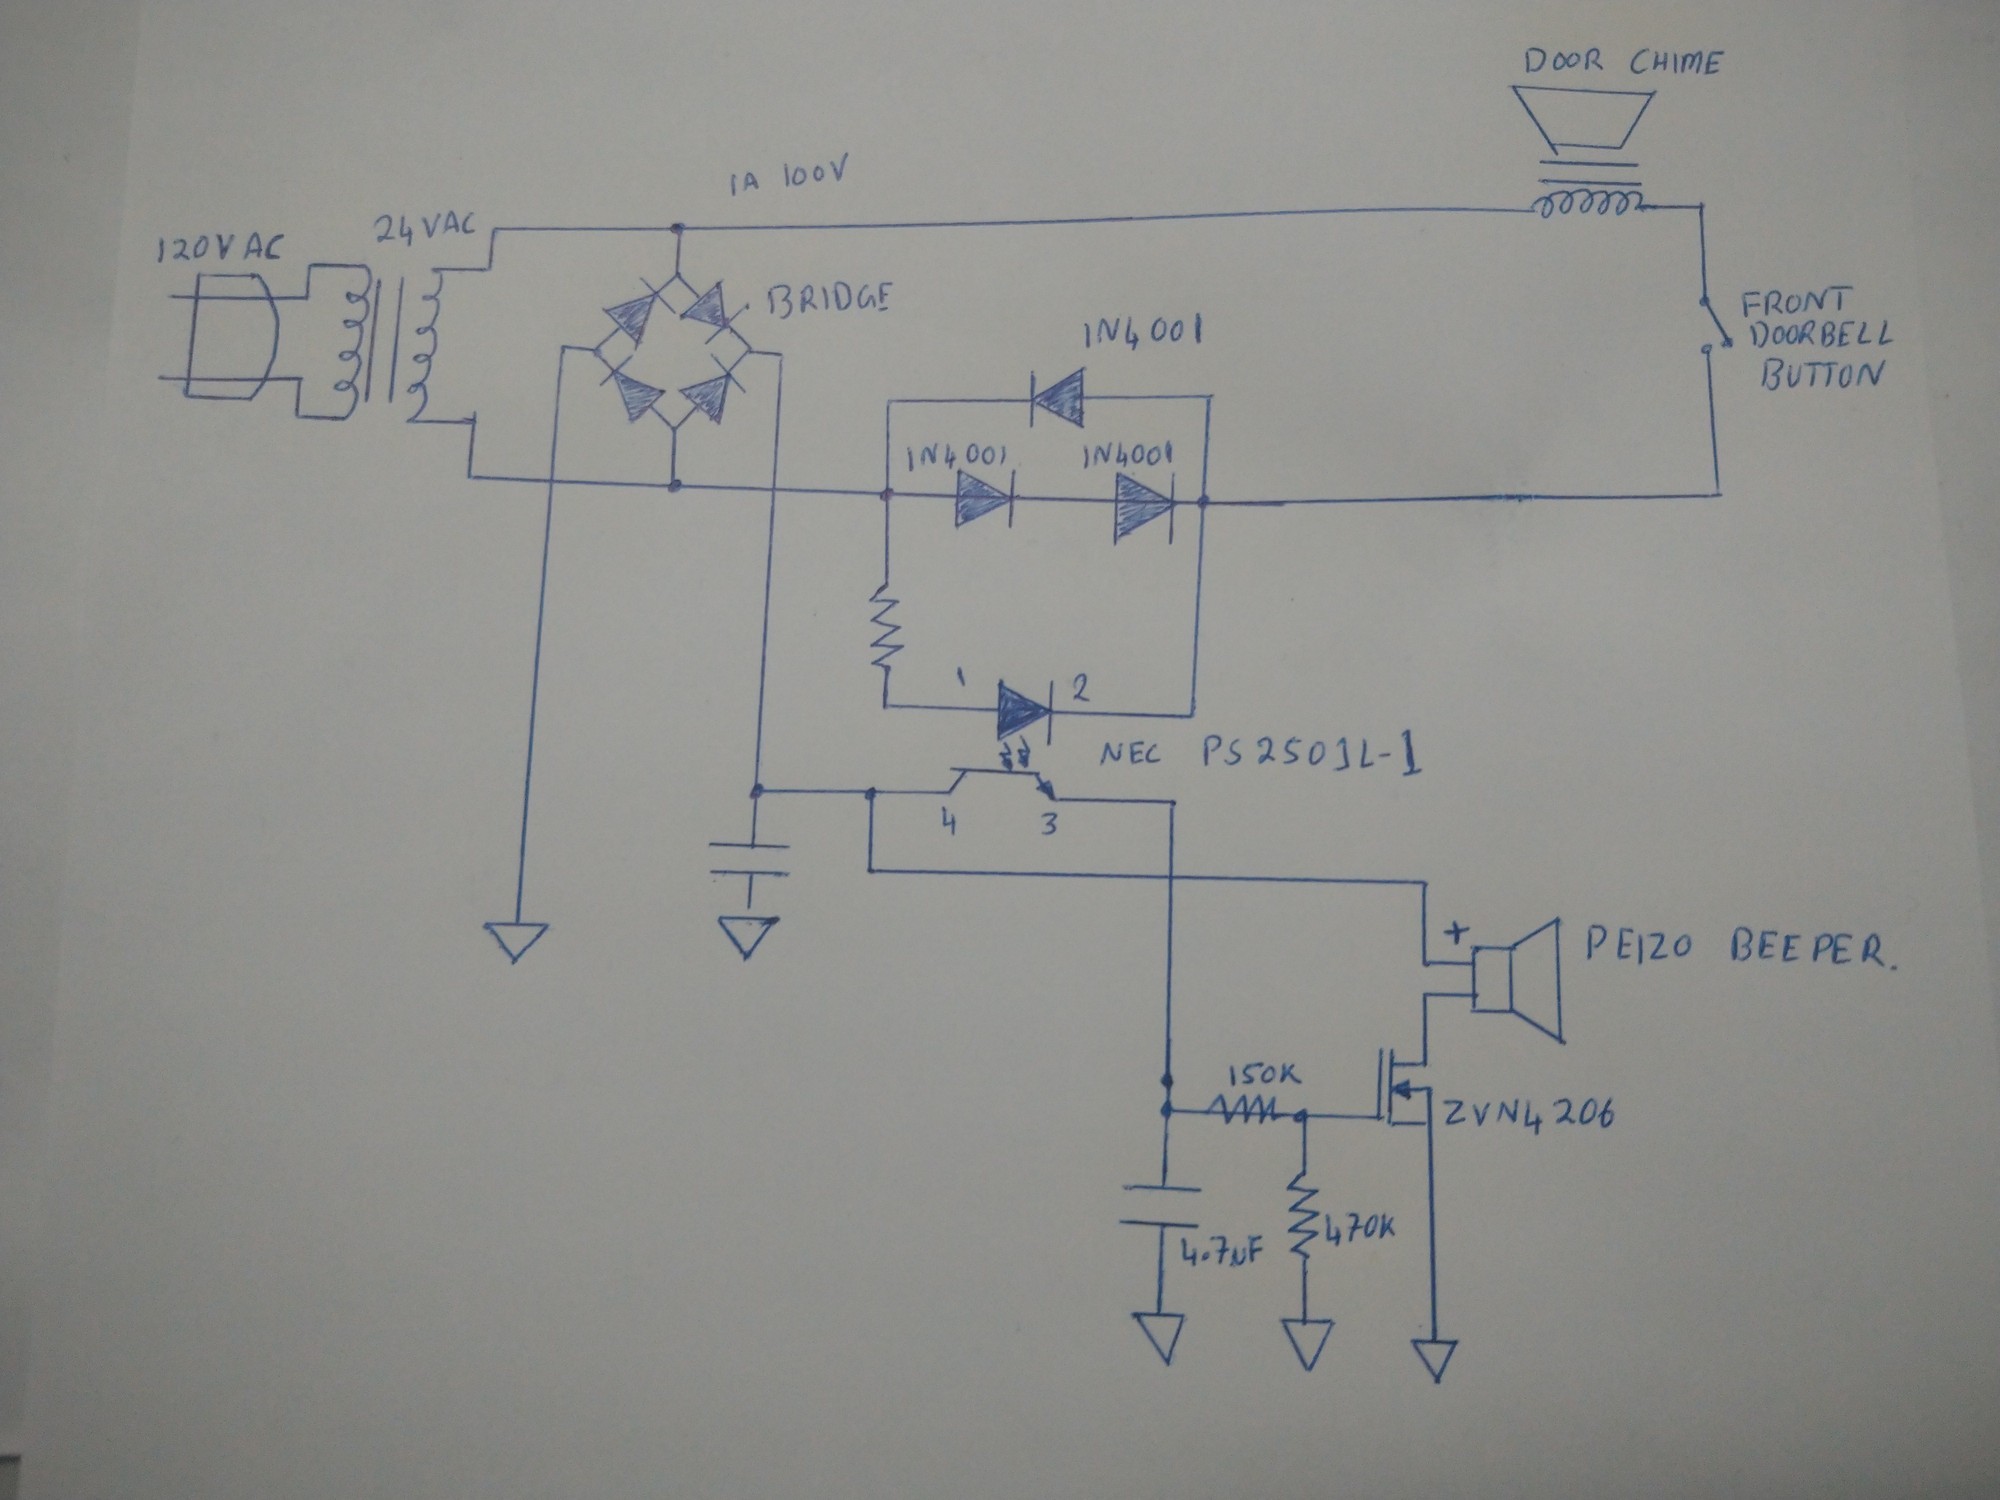 DOOR CHIME
1A 100V
24VAC
120VAC
BRIDGE
FRONT
DOORBELL
BUTTON
1N4001
1N4001
1N4001
1
2
NEC PS2501L-1
4
3
+
PEIZO BEEPER.
150K
ZVN4206
470K
4.7NF